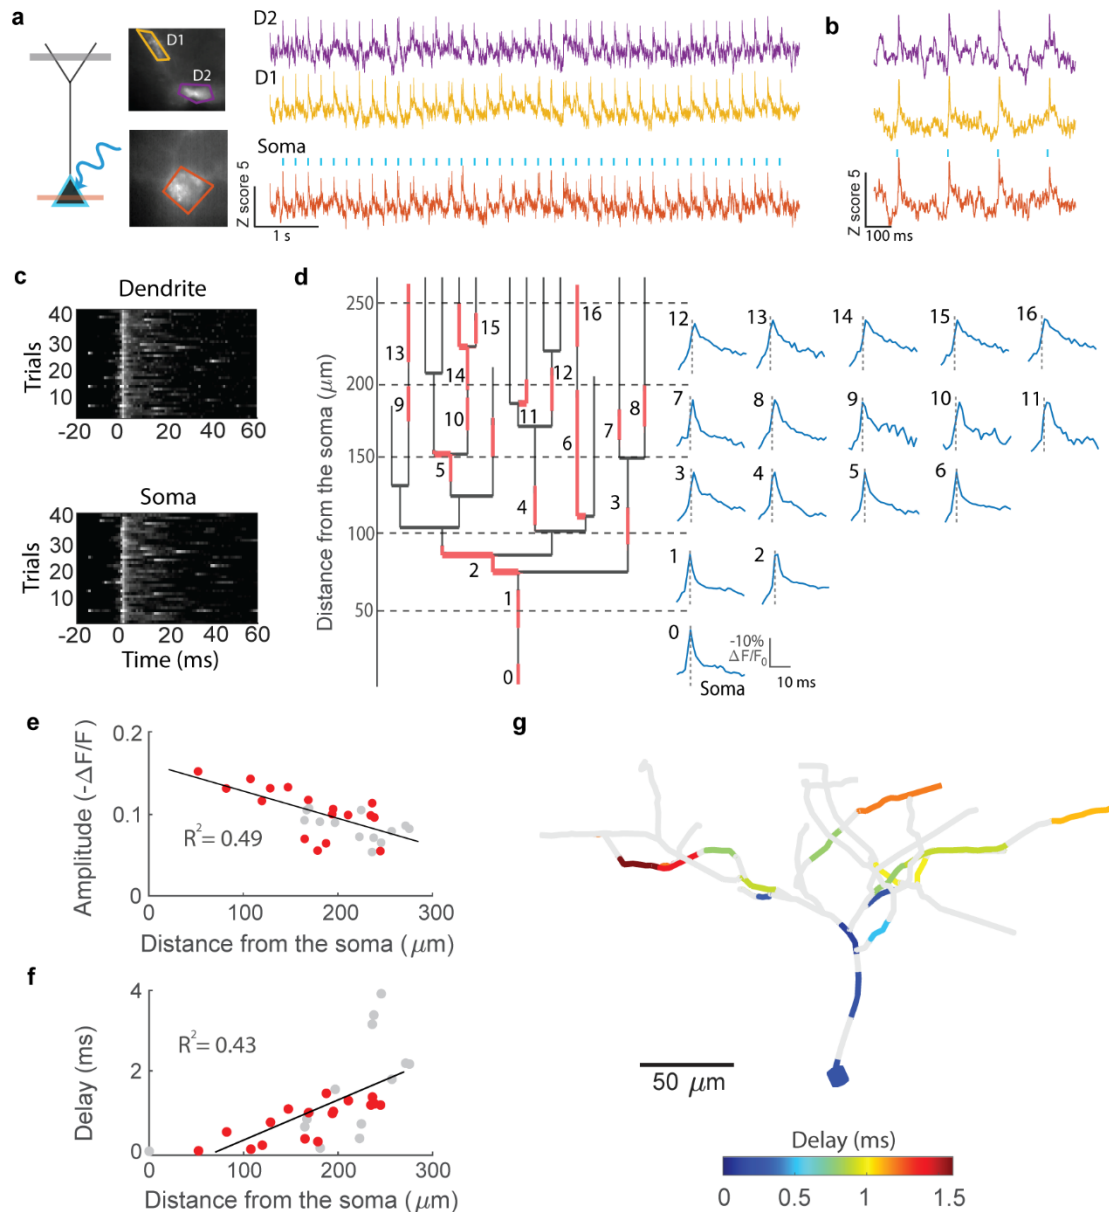 a
D1
D2
D2
D1
Soma
Z score 5
1 s
b
Z score 5
100 ms
c
Dendrite
Trials
40
30
20
10
-20 0 20 40 60
Soma
Trials
40
30
20
10
-20 0 20 40 60
Time (ms)
d
Distance from the soma (μm)
250
200
150
100
50
16
15
13
14
12
9
10
11
7
8
6
5
4
3
2
1
0
12 13 14 15 16
7 8 9 10 11
3 4 5 6
1 2
0
Soma
-10%
ΔF/F0
10 ms
e
Amplitude (-ΔF/F)
0.2
0.1
0
R² = 0.49
0 100 200 300
Distance from the soma (μm)
f
Delay (ms)
4
2
0
R² = 0.43
0 100 200 300
Distance from the soma (μm)
g
50 μm
Delay (ms)
0 0.5 1 1.5